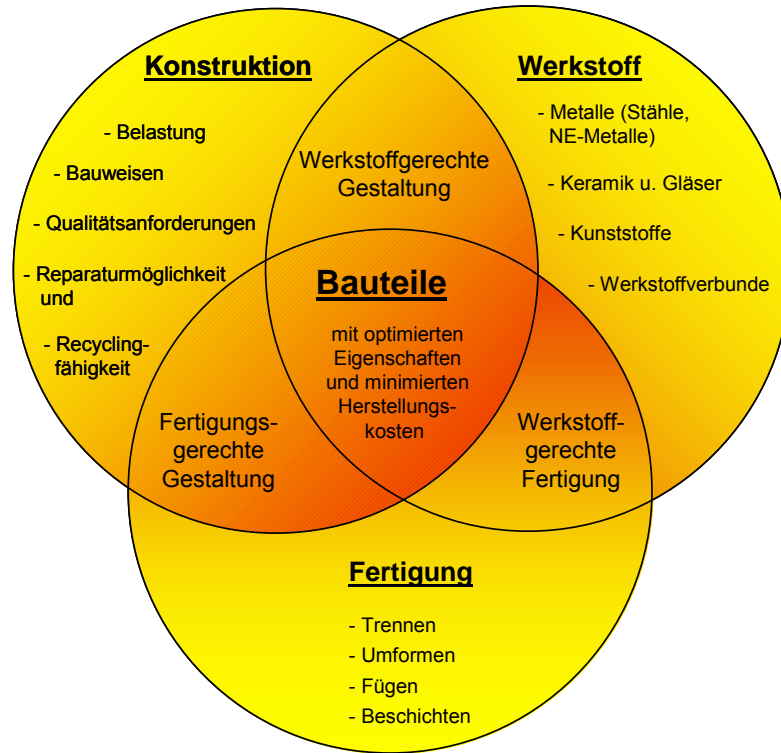 Konstruktion
- Belastung
- Bauweisen
- Qualitätsanforderungen
- Reparaturmöglichkeit
und
- Recycling-
fähigkeit
Werkstoff
- Metalle (Stähle,
NE-Metalle)
- Keramik u. Gläser
- Kunststoffe
- Werkstoffverbunde
Werkstoffgerechte
Gestaltung
Bauteile
mit optimierten
Eigenschaften
und minimierten
Herstellungs-
kosten
Fertigungs-
gerechte
Gestaltung
Werkstoff-
gerechte
Fertigung
Fertigung
- Trennen
- Umformen
- Fügen
- Beschichten